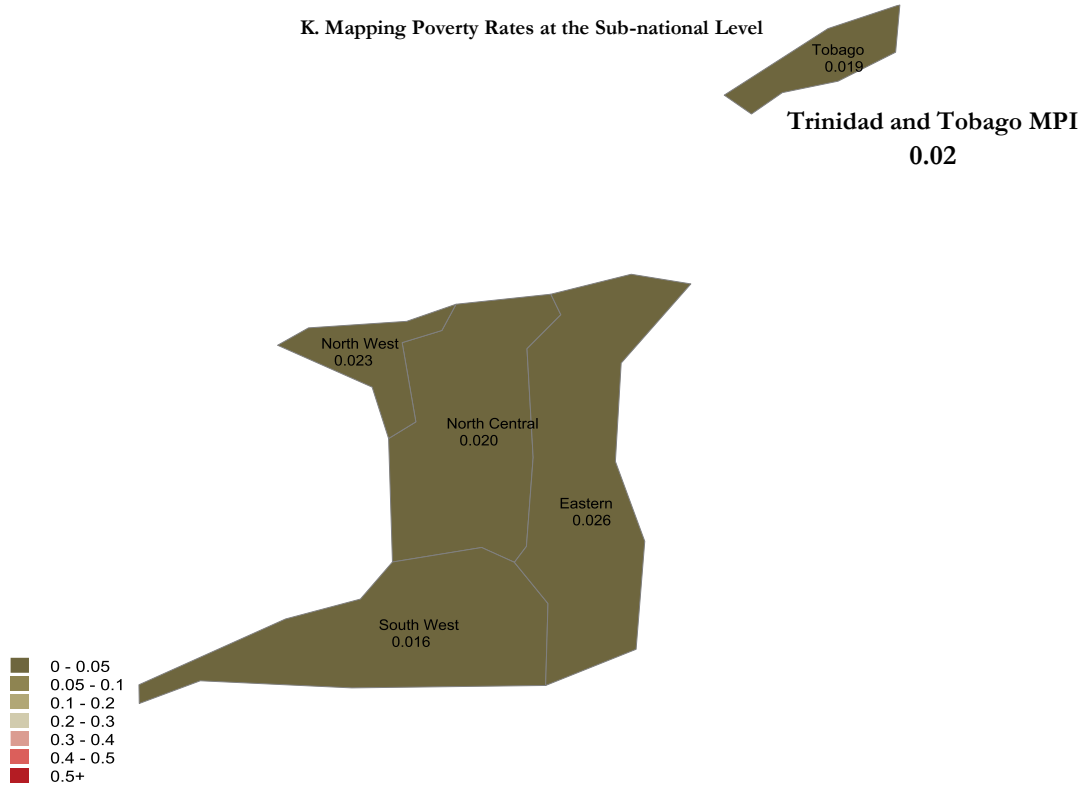 K. Mapping Poverty Rates at the Sub-national Level
Tobago
0.019
Trinidad and Tobago MPI
0.02
North West
0.023
North Central
0.020
Eastern
0.026
South West
0.016
0 - 0.05
0.05 - 0.1
0.1 - 0.2
0.2 - 0.3
0.3 - 0.4
0.4 - 0.5
0.5+